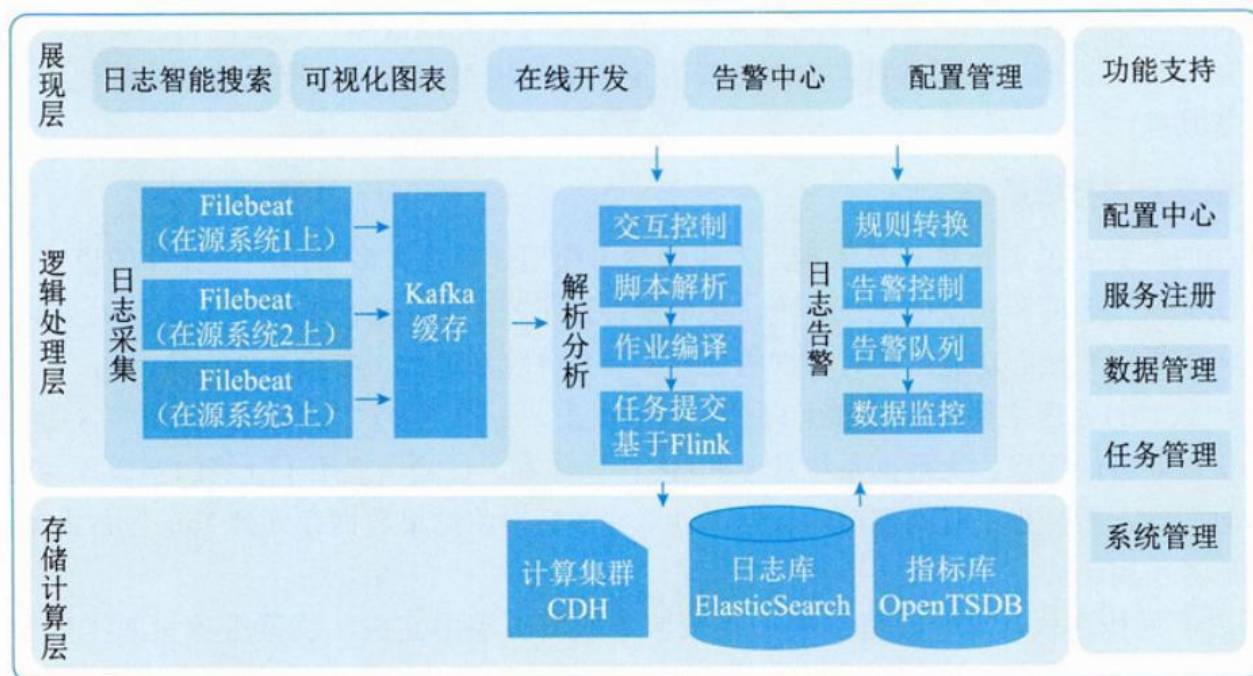 展现层
日志智能搜索
可视化图表
在线开发
告警中心
配置管理
功能支持
配置中心
服务注册
数据管理
任务管理
系统管理
逻辑处理层
日志采集
Filebeat
（在源系统1上）
Filebeat
（在源系统2上）
Filebeat
（在源系统3上）
Kafka
缓存
解析分析
交互控制
脚本解析
作业编译
任务提交
基于Flink
日志告警
规则转换
告警控制
告警队列
数据监控
存储计算层
计算集群
CDH
日志库
ElasticSearch
指标库
OpenTSDB